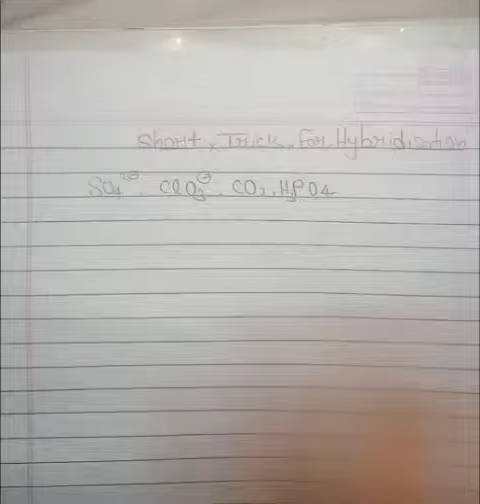 Short, Trick, For, Hybridisation
SO₄²⁻, ClO₃⁻, CO₂, H₃PO₄